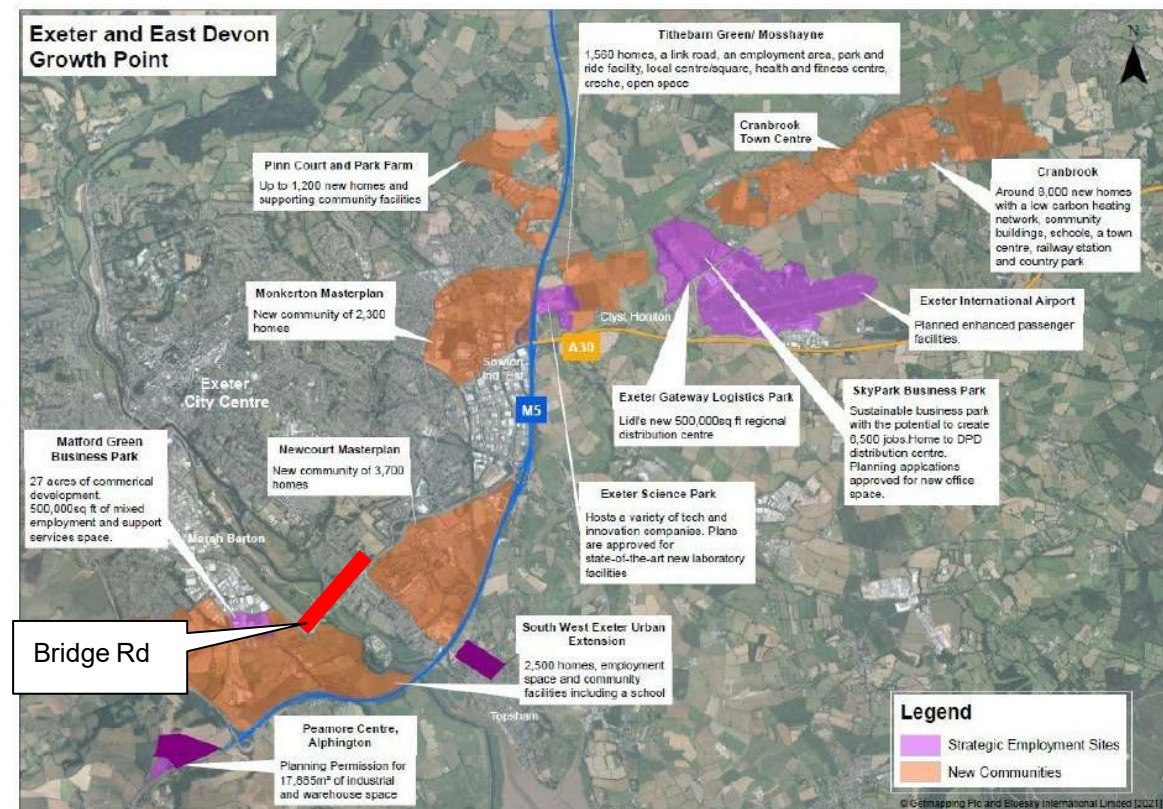 Exeter and East Devon
Growth Point
Tithebarn Green/ Mosshayne
1,560 homes, a link road, an employment area, park and
ride facility, local centre/square, health and fitness centre,
creche, open space
N
Cranbrook
Town Centre
Pinn Court and Park Farm
Up to 1,200 new homes and
supporting community facilities
Cranbrook
Around 8,000 new homes
with a low carbon heating
network, community
buildings, schools, a town
centre, railway station
and country park
Monkerton Masterplan
New community of 2,300
homes
Exeter International Airport
Planned enhanced passenger
facilities.
Clyst Honiton
A30
Sowton
Ind Est
Exeter
City Centre
M5
Exeter Gateway Logistics Park
Lidl's new 500,000sq ft regional
distribution centre
SkyPark Business Park
Sustainable business park
with the potential to create
6,500 jobs.Home to DPD
distribution centre.
Planning applications
approved for new office
space.
Matford Green
Business Park
27 acres of commerical
development.
500,000sq ft of mixed
employment and support
services space.
Newcourt Masterplan
New community of 3,700
homes
Exeter Science Park
Hosts a variety of tech and
innovation companies. Plans
are approved for
state-of-the-art new laboratory
facilities
Marsh Barton
Bridge Rd
South West Exeter Urban
Extension
2,500 homes, employment
space and community
facilities including a school
Topsham
Peamore Centre,
Alphington
Planning Permission for
17,885m² of industrial
and warehouse space
Legend
Strategic Employment Sites
New Communities
© Getmapping Plc and Bluesky International Limited [2021]